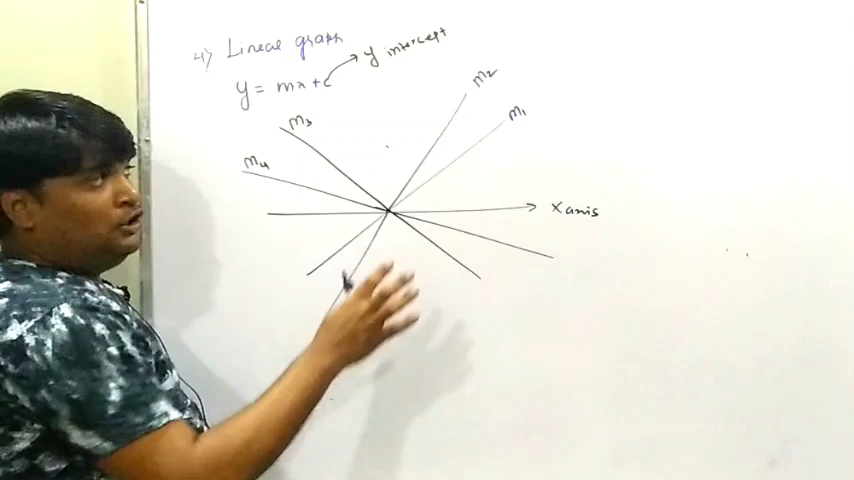 4) Linear graph
y = mx + c → y intercept
m2
m1
m3
m4
x axis